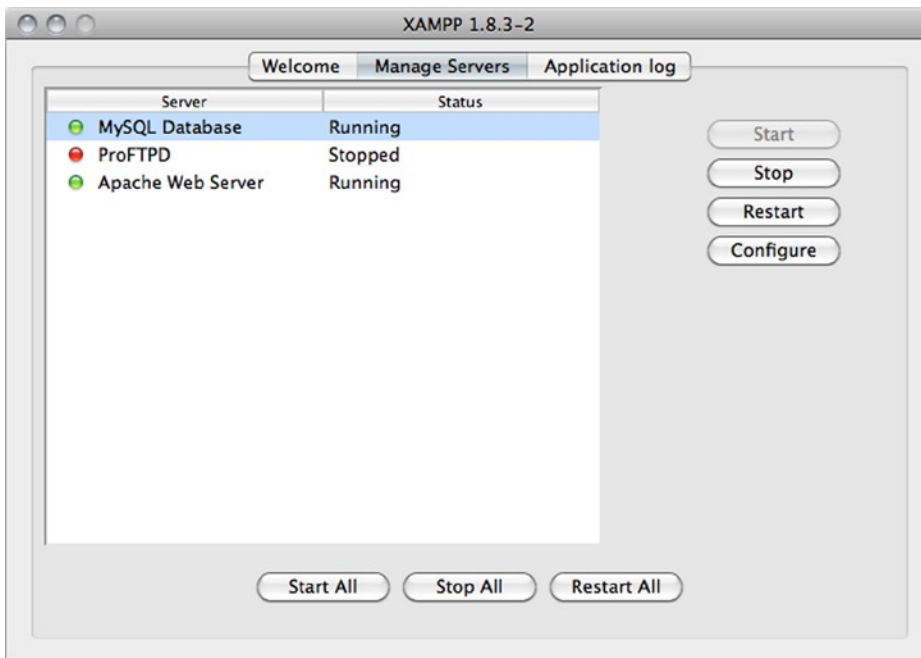 XAMPP 1.8.3-2
Welcome Manage Servers Application log
Server Status
MySQL Database Running
ProFTPD Stopped
Apache Web Server Running
Start
Stop
Restart
Configure
Start All Stop All Restart All